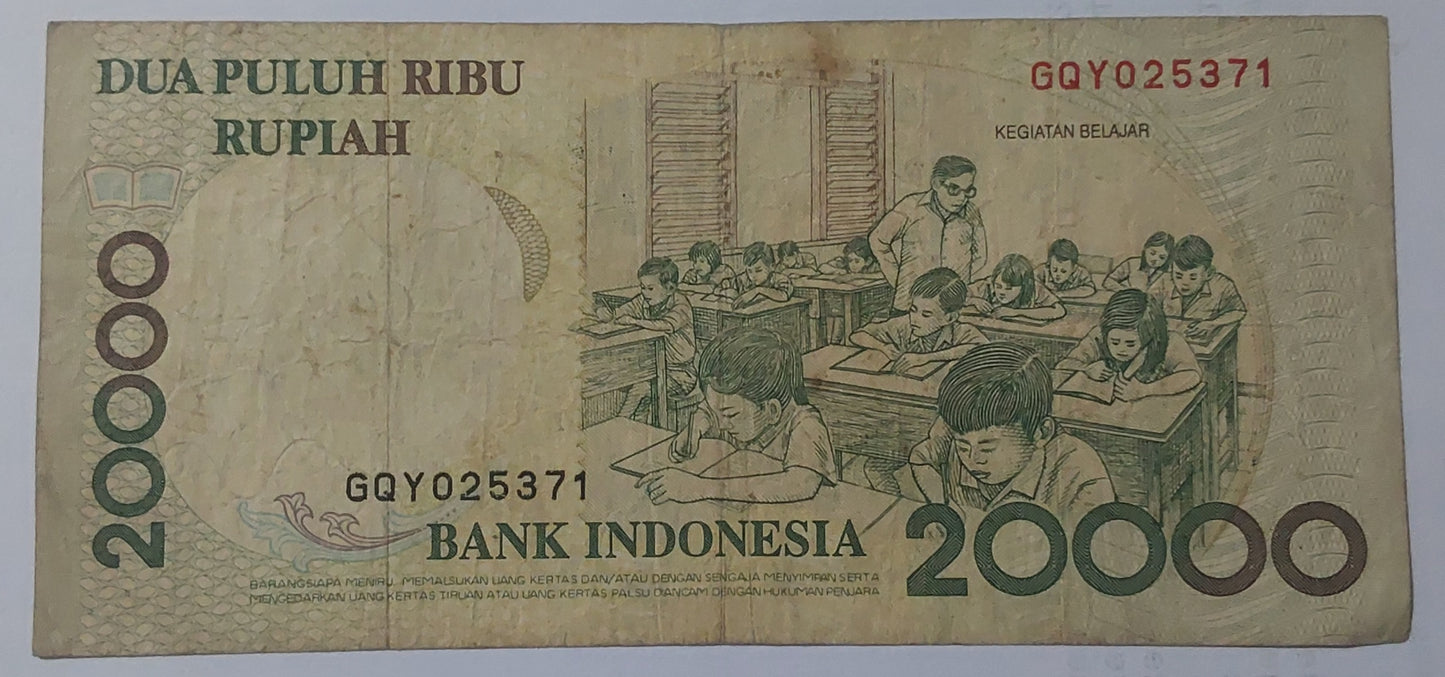 DUA PULUH RIBU
RUPIAH
GQY025371
KEGIATAN BELAJAR
20000
GQY025371
BANK INDONESIA
20000
BARANGSIAPA MENIRU, MEMALSUKAN UANG KERTAS DAN/ATAU DENGAN SENGAJA MENYIMPAN SERTA
MENGEDARKAN UANG KERTAS TIRUAN ATAU UANG KERTAS PALSU DIANCAM DENGAN HUKUMAN PENJARA